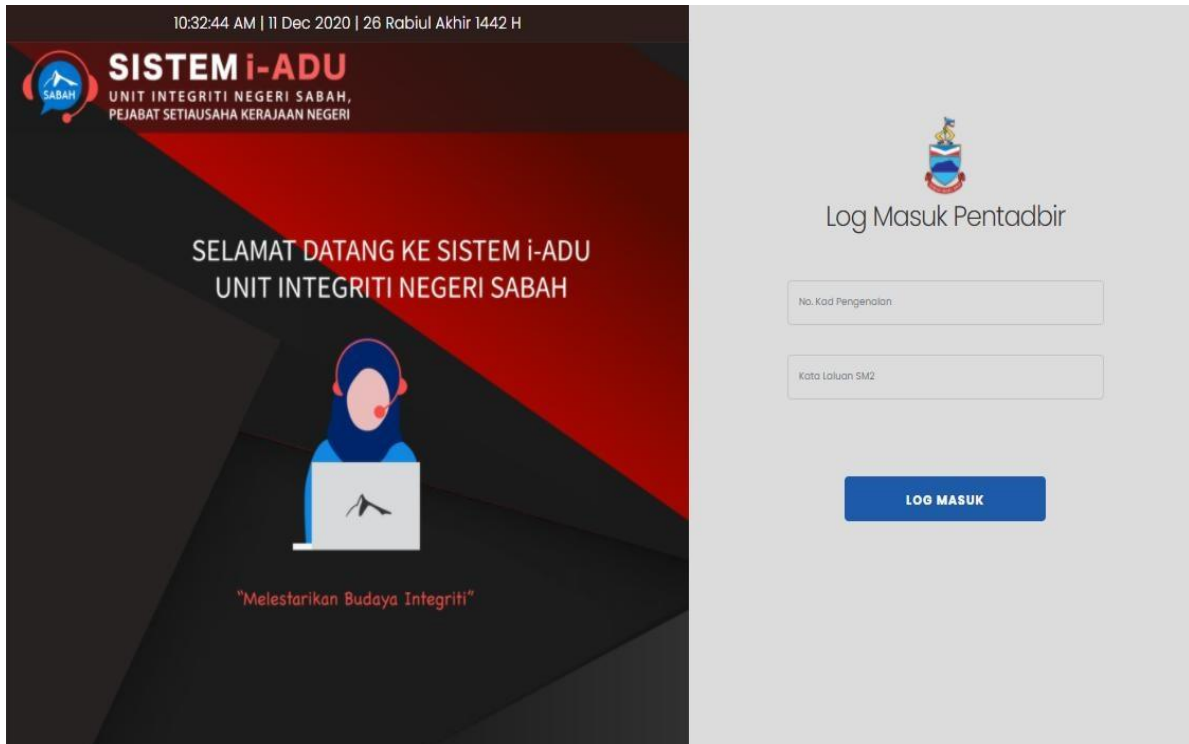 10:32:44 AM | 11 Dec 2020 | 26 Rabiul Akhir 1442 H
SABAH
SISTEM i-ADU
UNIT INTEGRITI NEGERI SABAH,
PEJABAT SETIAUSAHA KERAJAAN NEGERI
SELAMAT DATANG KE SISTEM i-ADU
UNIT INTEGRITI NEGERI SABAH
"Melestarikan Budaya Integriti"
Log Masuk Pentadbir
No. Kad Pengenalan
Kata Laluan SM2
LOG MASUK